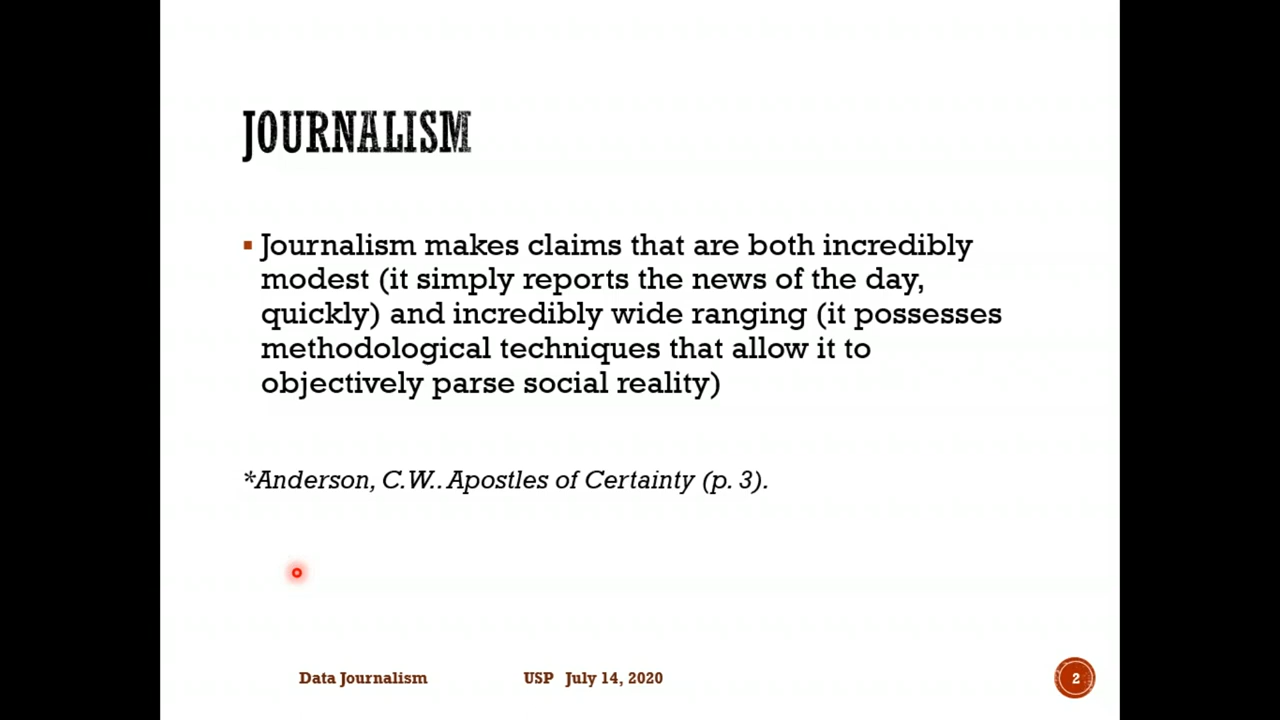 JOURNALISM
Journalism makes claims that are both incredibly
modest (it simply reports the news of the day,
quickly) and incredibly wide ranging (it possesses
methodological techniques that allow it to
objectively parse social reality)
*Anderson, C.W.. Apostles of Certainty (p. 3).
Data Journalism USP July 14, 2020 2